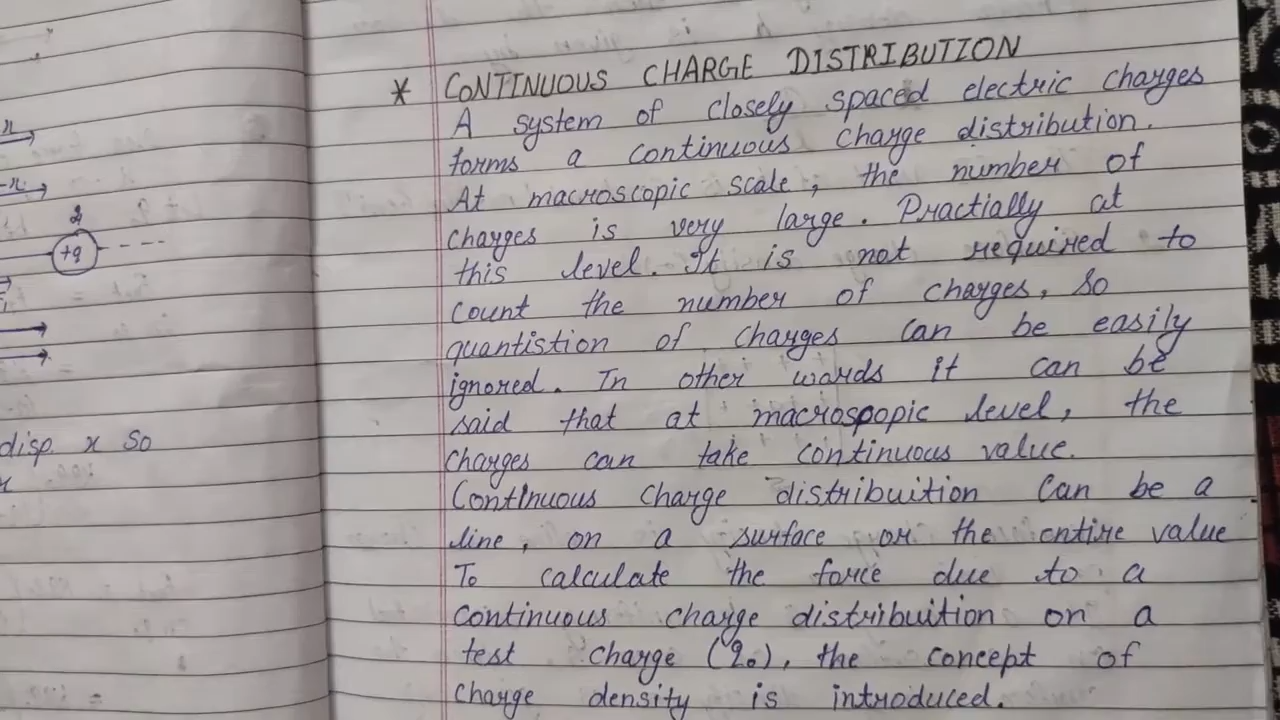 x
x
2
+q
disp. x so
x
* CONTINUOUS CHARGE DISTRIBUTION
A system of closely spaced electric charges
forms a continuous charge distribution.
At macroscopic scale, the number of
charges is very large. Practially at
this level. It is not required to
count the number of charges, so
quantistion of charges can be easily
ignored. In other wards it can be
said that at macrospopic level, the
charges can take continuous value.
Continuous charge distribuition can be a
line, on a surface or the entire value
To calculate the force due to a
continuous charge distribuition on a
test charge (q₀), the concept of
charge density is introduced.